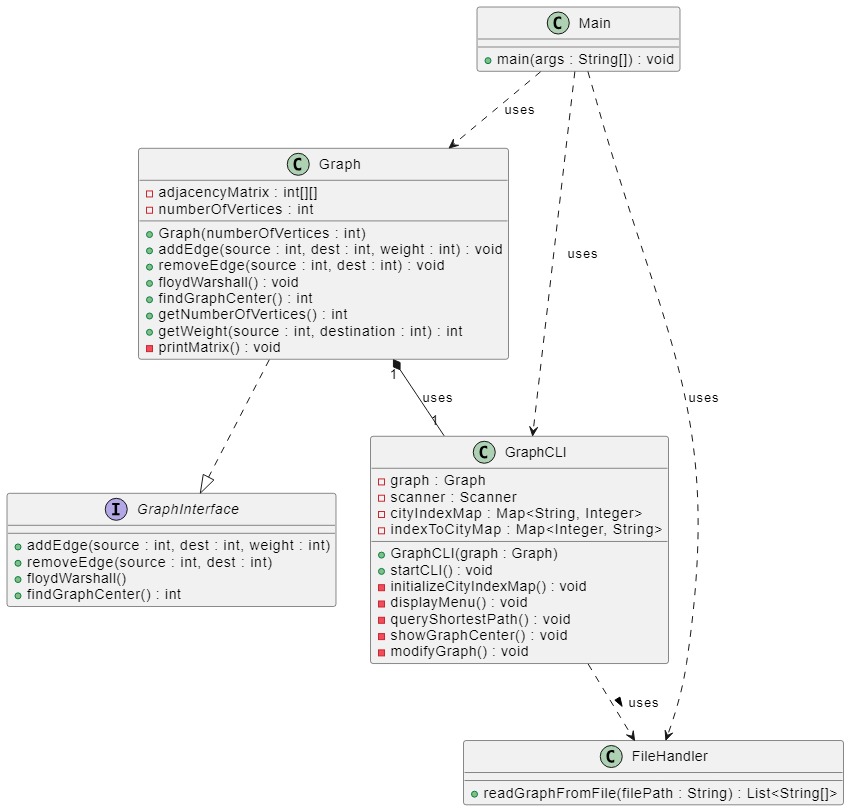 C Main
main(args : String[]) : void
uses
C Graph
adjacencyMatrix : int[][]
numberOfVertices : int
Graph(numberOfVertices : int)
addEdge(source : int, dest : int, weight : int) : void
removeEdge(source : int, dest : int) : void
floydWarshall() : void
findGraphCenter() : int
getNumberOfVertices() : int
getWeight(source : int, destination : int) : int
printMatrix() : void
uses
uses
1
uses
1
C GraphCLI
graph : Graph
scanner : Scanner
cityIndexMap : Map<String, Integer>
indexToCityMap : Map<Integer, String>
GraphCLI(graph : Graph)
startCLI() : void
initializeCityIndexMap() : void
displayMenu() : void
queryShortestPath() : void
showGraphCenter() : void
modifyGraph() : void
I GraphInterface
addEdge(source : int, dest : int, weight : int)
removeEdge(source : int, dest : int)
floydWarshall()
findGraphCenter() : int
uses
C FileHandler
readGraphFromFile(filePath : String) : List<String[]>